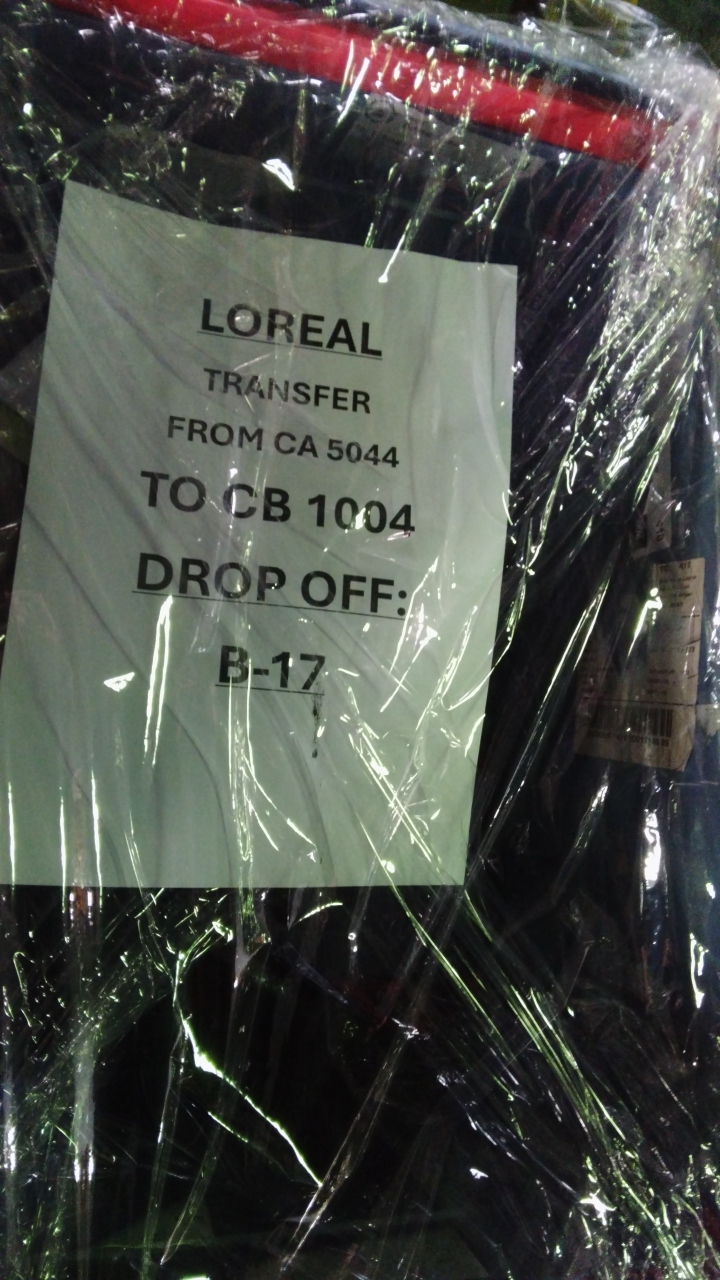 LOREAL
TRANSFER
FROM CA 5044
TO CB 1004
DROP OFF:
B-17